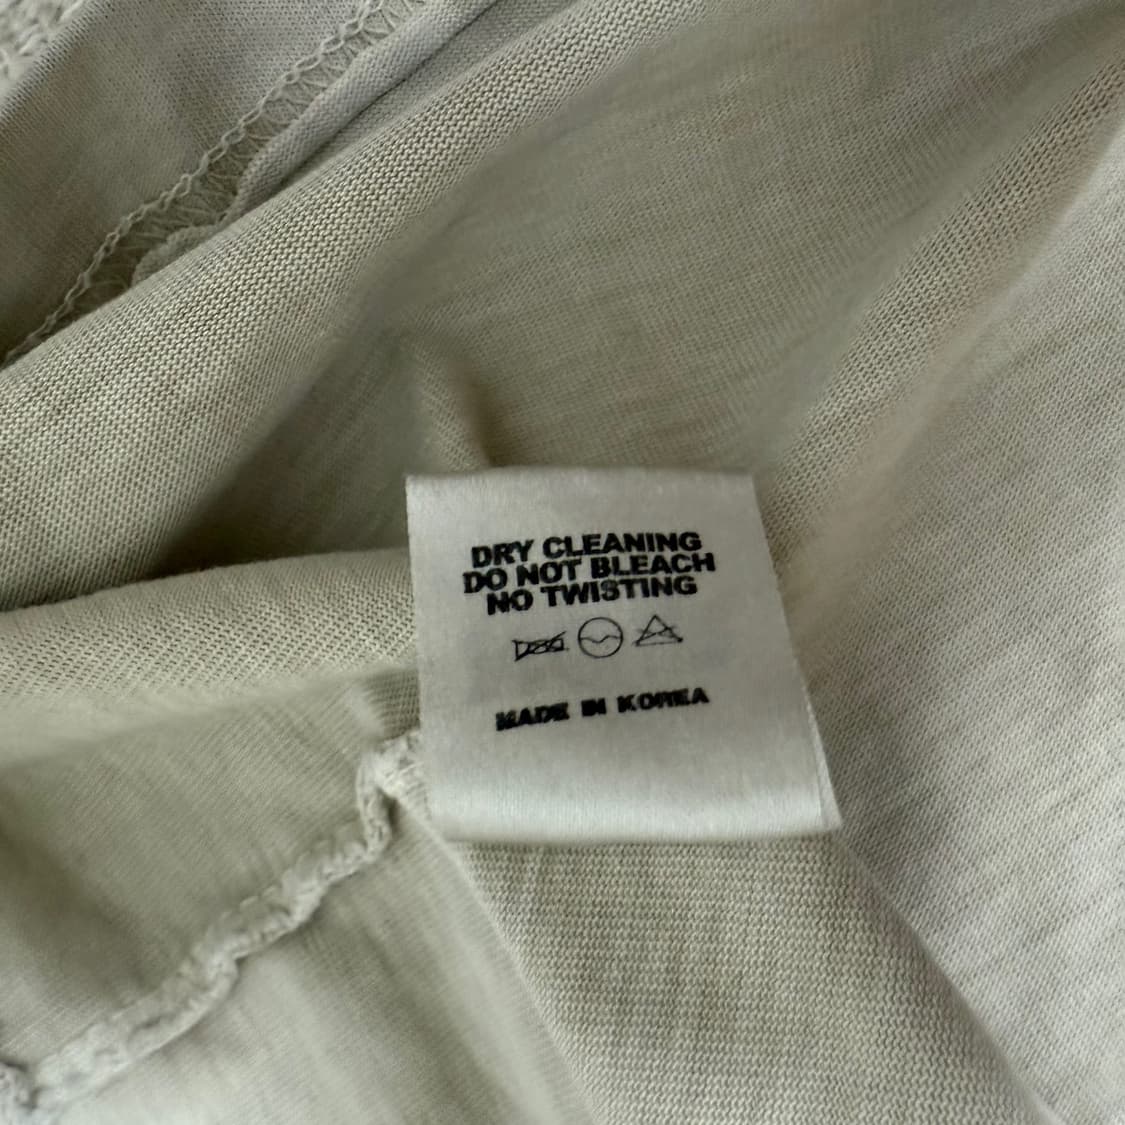 DRY CLEANING
DO NOT BLEACH
NO TWISTING
MADE IN KOREA